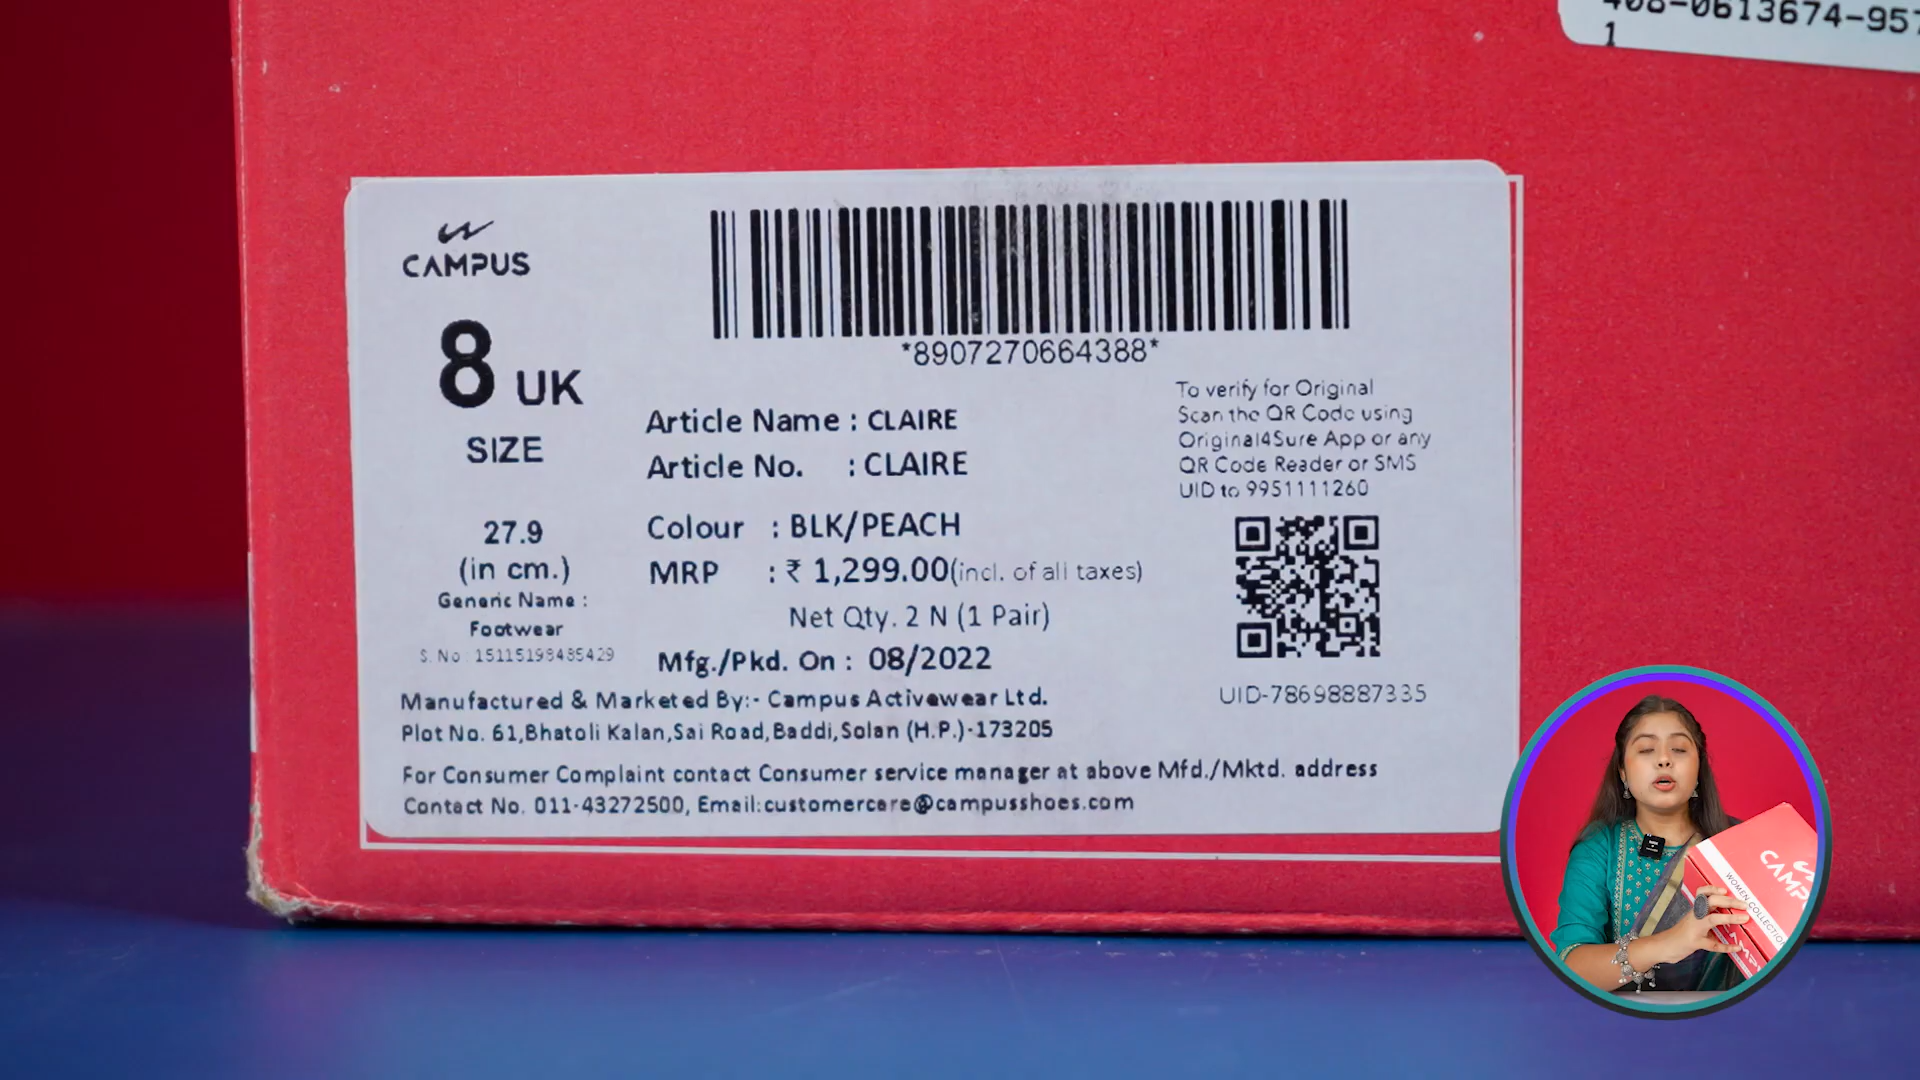 408-0613674-957
1
CAMPUS
8 UK
SIZE
27.9
(in cm.)
Generic Name :
Footwear
S. No : 15115198485429
*8907270664388*
Article Name : CLAIRE
Article No. : CLAIRE
Colour : BLK/PEACH
MRP : ₹ 1,299.00(incl. of all taxes)
Net Qty. 2 N (1 Pair)
Mfg./Pkd. On : 08/2022
To verify for Original
Scan the QR Code using
Original4Sure App or any
QR Code Reader or SMS
UID to 9951111260
UID-78698887335
Manufactured & Marketed By:- Campus Activewear Ltd.
Plot No. 61,Bhatoli Kalan,Sai Road,Baddi,Solan (H.P.)-173205
For Consumer Complaint contact Consumer service manager at above Mfd./Mktd. address
Contact No. 011-43272500, Email:customercare@campusshoes.com
CAMP
WOMEN COLLECTIO